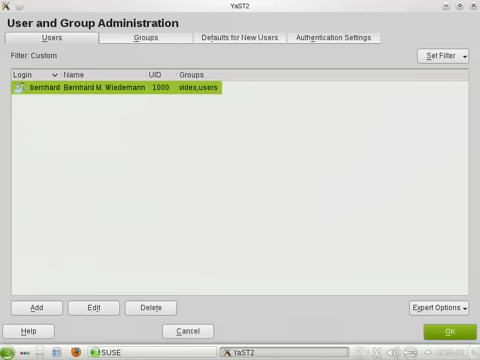 YaST2
User and Group Administration
Users Groups Defaults for New Users Authentication Settings
Filter: Custom Set Filter
Login Name UID Groups
bernhard Bernhard M. Wiedemann 1000 video,users
Add Edit Delete Expert Options
Help Cancel OK
SUSE YaST2